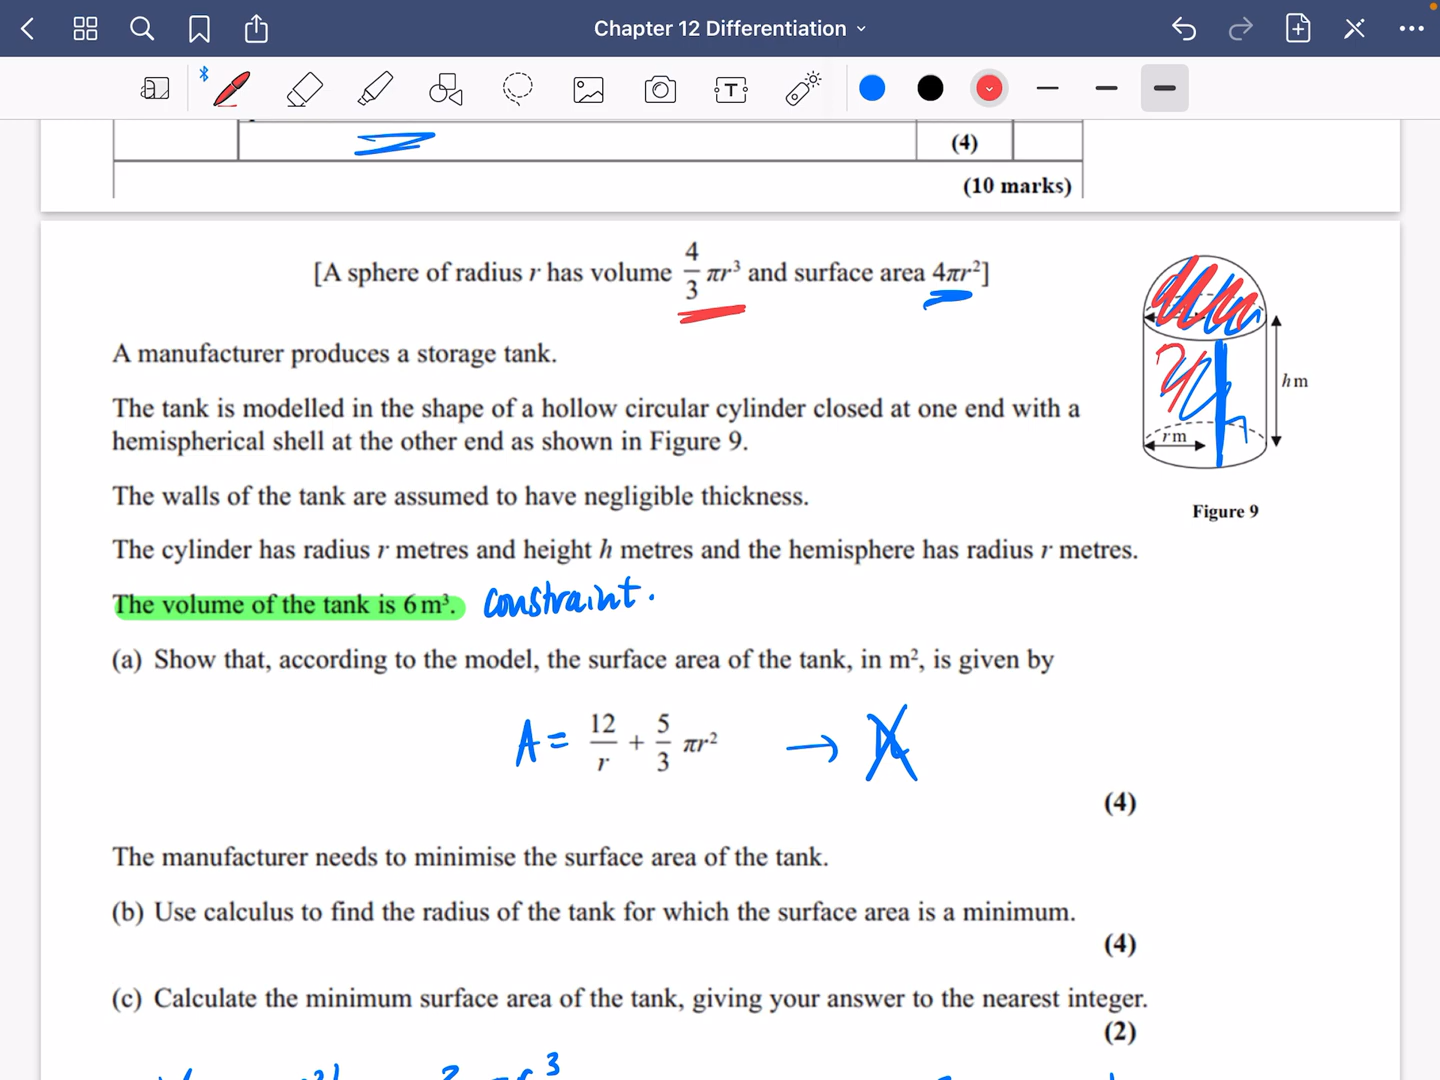 Chapter 12 Differentiation
(4)
(10 marks)
[A sphere of radius r has volume 4/3 πr³ and surface area 4πr²]
A manufacturer produces a storage tank.
The tank is modelled in the shape of a hollow circular cylinder closed at one end with a
hemispherical shell at the other end as shown in Figure 9.
h m
h
r m
The walls of the tank are assumed to have negligible thickness.
Figure 9
The cylinder has radius r metres and height h metres and the hemisphere has radius r metres.
The volume of the tank is 6 m³. constraint.
(a) Show that, according to the model, the surface area of the tank, in m², is given by
A = 12/r + 5/3 πr² →
(4)
The manufacturer needs to minimise the surface area of the tank.
(b) Use calculus to find the radius of the tank for which the surface area is a minimum.
(4)
(c) Calculate the minimum surface area of the tank, giving your answer to the nearest integer.
(2)